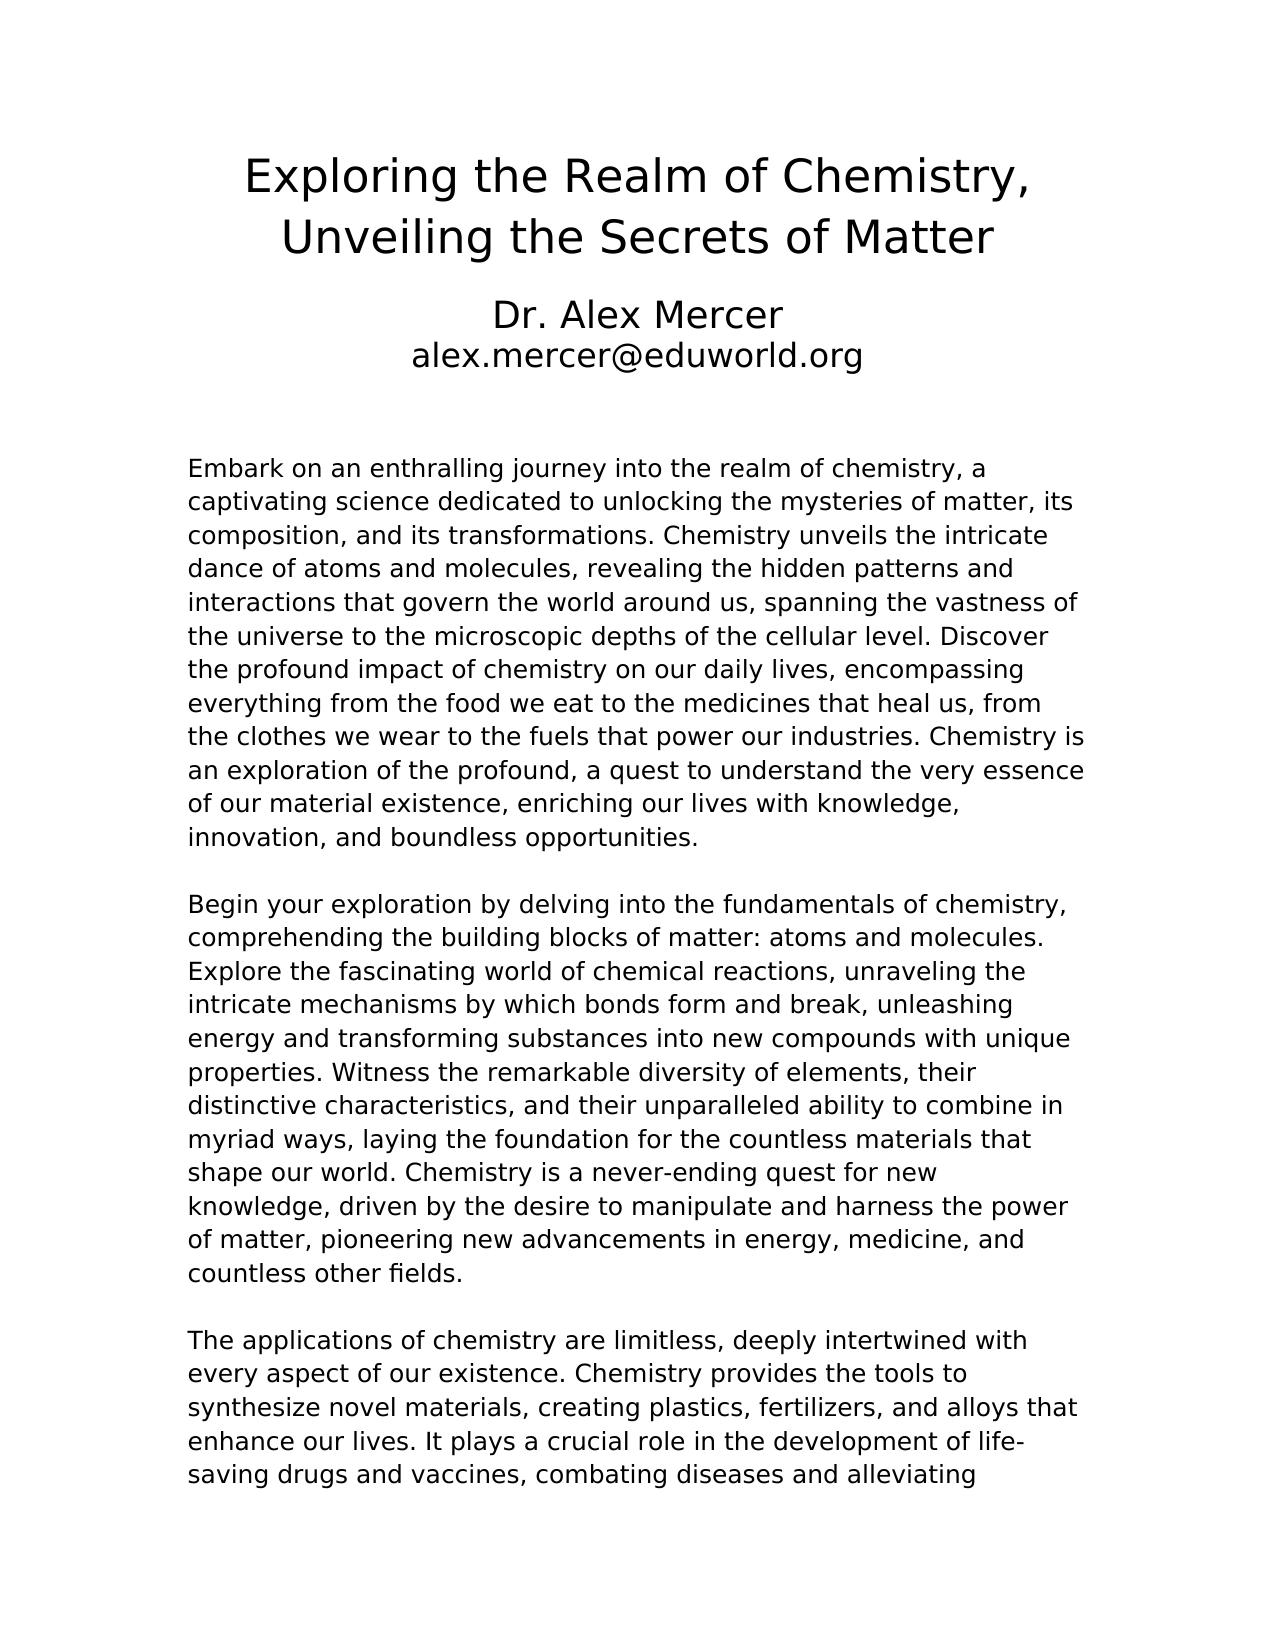 Exploring the Realm of Chemistry,
Unveiling the Secrets of Matter
Dr. Alex Mercer
alex.mercer@eduworld.org
Embark on an enthralling journey into the realm of chemistry, a
captivating science dedicated to unlocking the mysteries of matter, its
composition, and its transformations. Chemistry unveils the intricate
dance of atoms and molecules, revealing the hidden patterns and
interactions that govern the world around us, spanning the vastness of
the universe to the microscopic depths of the cellular level. Discover
the profound impact of chemistry on our daily lives, encompassing
everything from the food we eat to the medicines that heal us, from
the clothes we wear to the fuels that power our industries. Chemistry is
an exploration of the profound, a quest to understand the very essence
of our material existence, enriching our lives with knowledge,
innovation, and boundless opportunities.
Begin your exploration by delving into the fundamentals of chemistry,
comprehending the building blocks of matter: atoms and molecules.
Explore the fascinating world of chemical reactions, unraveling the
intricate mechanisms by which bonds form and break, unleashing
energy and transforming substances into new compounds with unique
properties. Witness the remarkable diversity of elements, their
distinctive characteristics, and their unparalleled ability to combine in
myriad ways, laying the foundation for the countless materials that
shape our world. Chemistry is a never-ending quest for new
knowledge, driven by the desire to manipulate and harness the power
of matter, pioneering new advancements in energy, medicine, and
countless other fields.
The applications of chemistry are limitless, deeply intertwined with
every aspect of our existence. Chemistry provides the tools to
synthesize novel materials, creating plastics, fertilizers, and alloys that
enhance our lives. It plays a crucial role in the development of life-
saving drugs and vaccines, combating diseases and alleviating